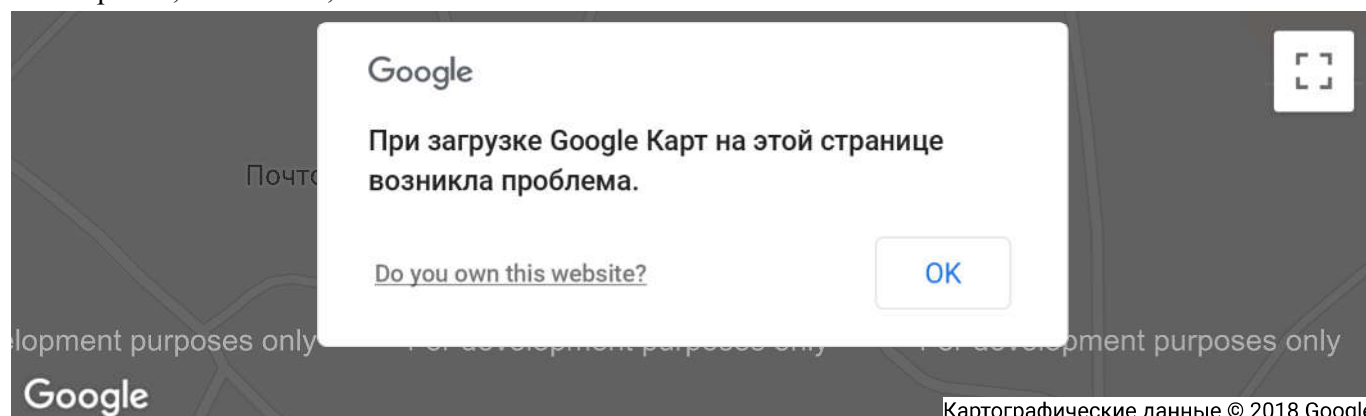 Google
При загрузке Google Карт на этой странице
возникла проблема.
Почто
Do you own this website?
OK
lopment purposes only
For development purposes only
For development purposes only
Google
Картографические данные © 2018 Google